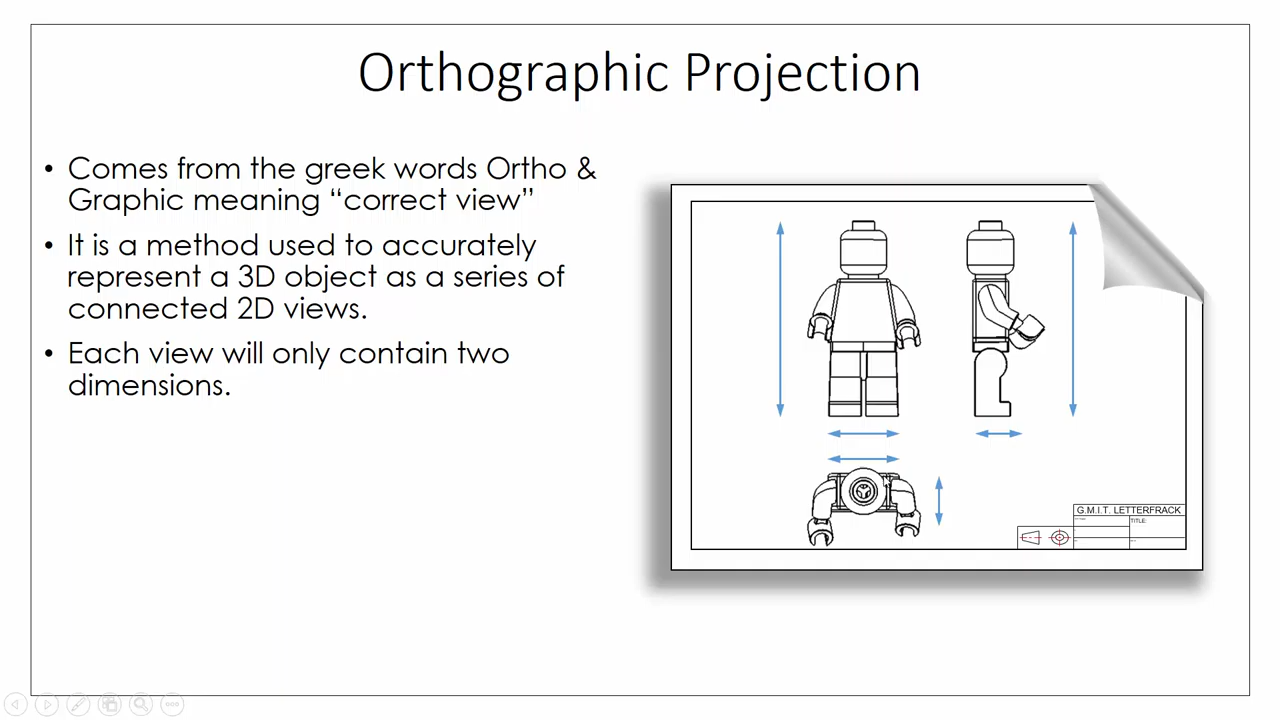 Orthographic Projection
• Comes from the greek words Ortho &
Graphic meaning “correct view”
• It is a method used to accurately
represent a 3D object as a series of
connected 2D views.
• Each view will only contain two
dimensions.
G.M.I.T. LETTERFRACK
TITLE: